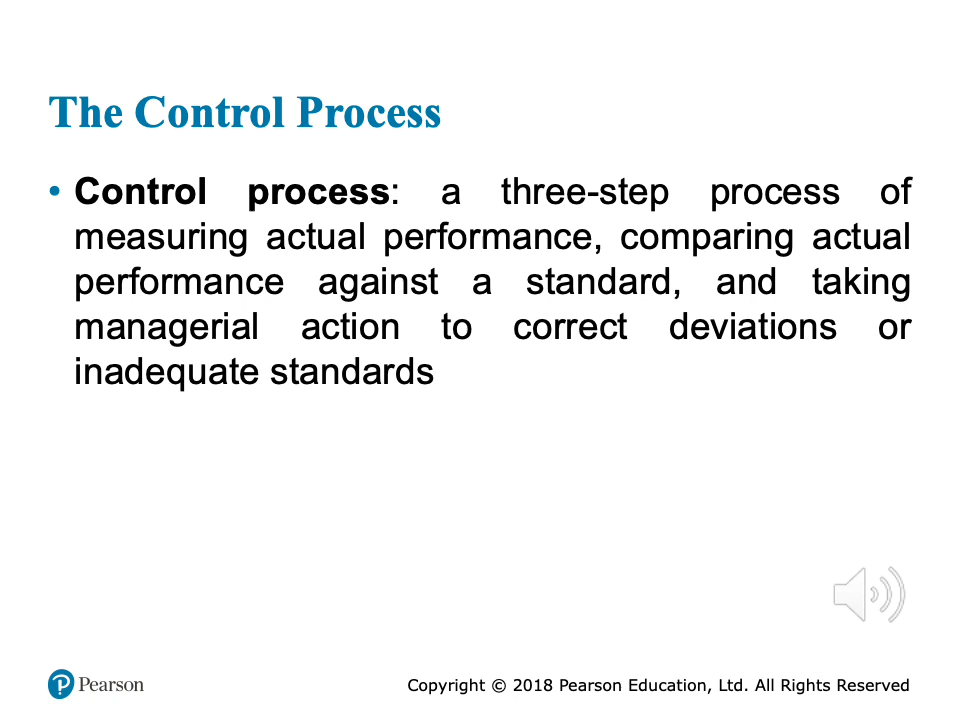 The Control Process
• Control process: a three-step process of
measuring actual performance, comparing actual
performance against a standard, and taking
managerial action to correct deviations or
inadequate standards
Pearson
Copyright © 2018 Pearson Education, Ltd. All Rights Reserved